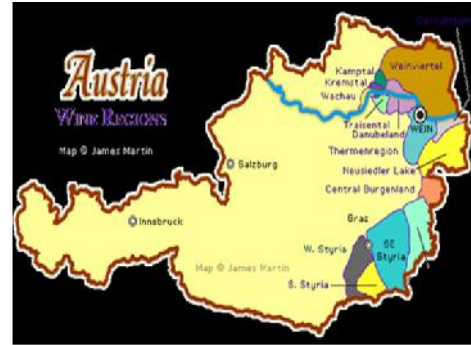 Carnuntum
Austria
WINE REGIONS
Map © James Martin
Weinviertel
Kamptal
Kremstal
Wachau
Traisental
Danubeland
WEIN
Thermenregion
Neusiedler Lake
Central Burgenland
Salzburg
Innsbruck
Graz
W. Styria
SE
Styria
S. Styria
Map © James Martin